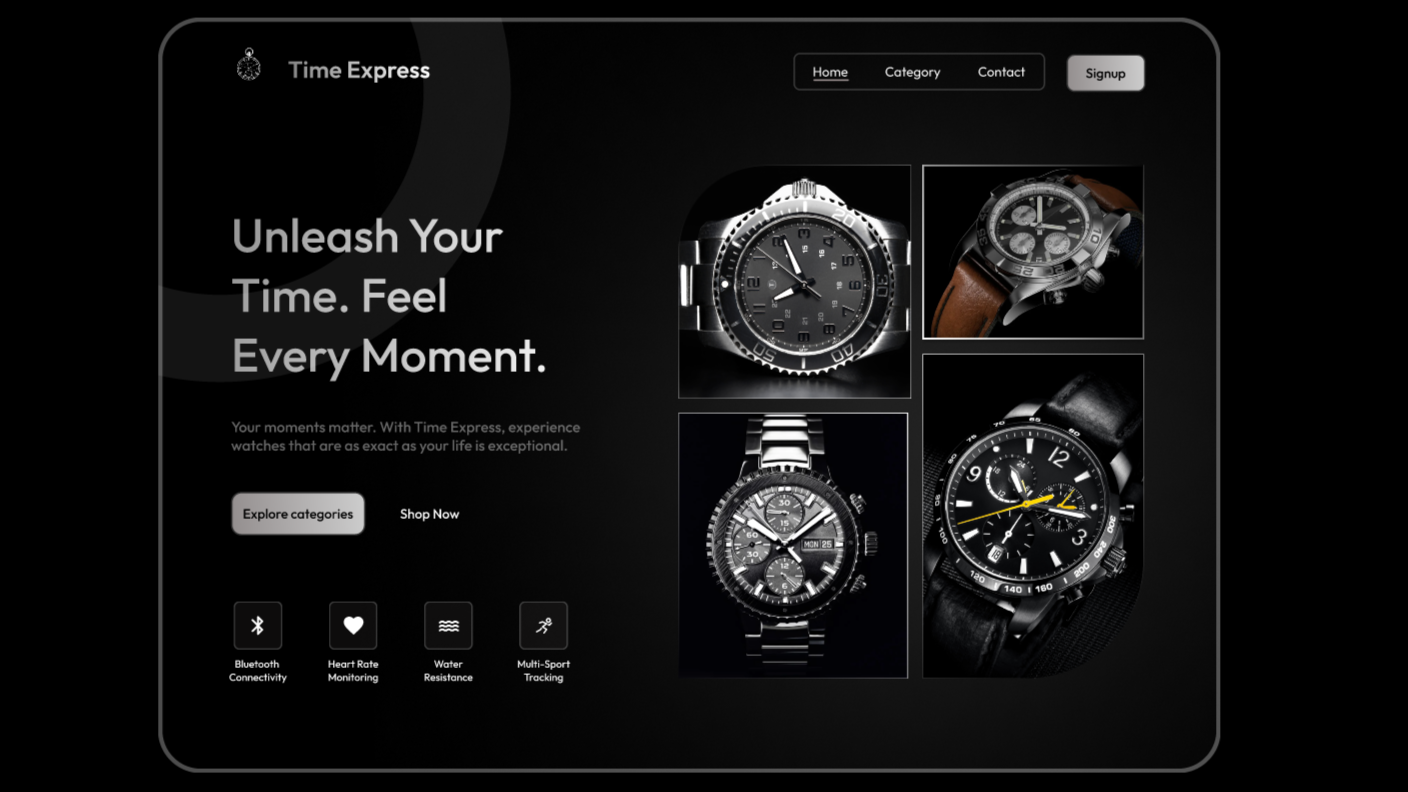 Time Express
Home
Category
Contact
Signup
Unleash Your
Time. Feel
Every Moment.
Your moments matter. With Time Express, experience
watches that are as exact as your life is exceptional.
Explore categories
Shop Now
Bluetooth
Connectivity
Heart Rate
Monitoring
Water
Resistance
Multi-Sport
Tracking
MON 25